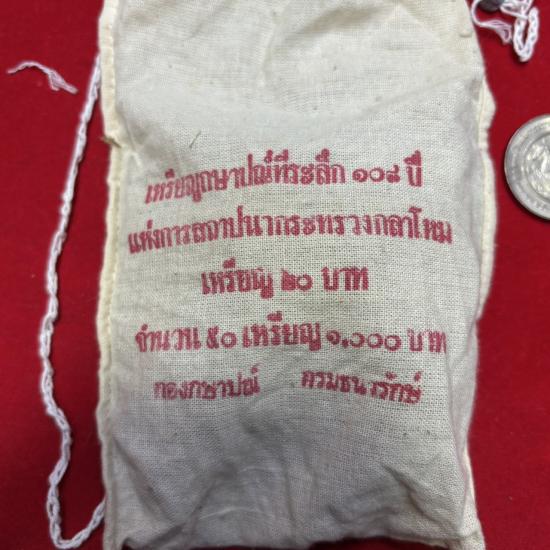 เหรียญกษาปณ์ที่ระลึก ๑๐๘ ปี
แห่งการสถาปนากระทรวงกลาโหม
เหรียญ ๒๐ บาท
จำนวน ๕๐ เหรียญ ๑,๐๐๐ บาท
กองกษาปณ์ กรมธนารักษ์